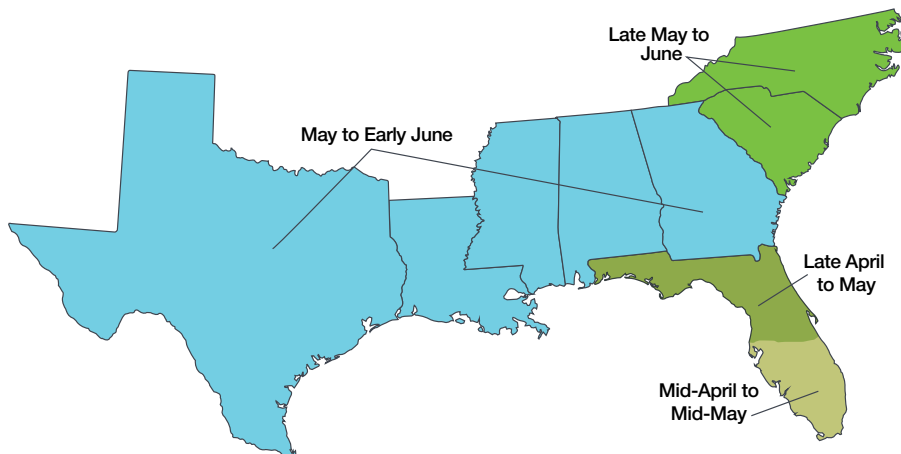 Late May to
June
May to Early June
Late April
to May
Mid-April to
Mid-May